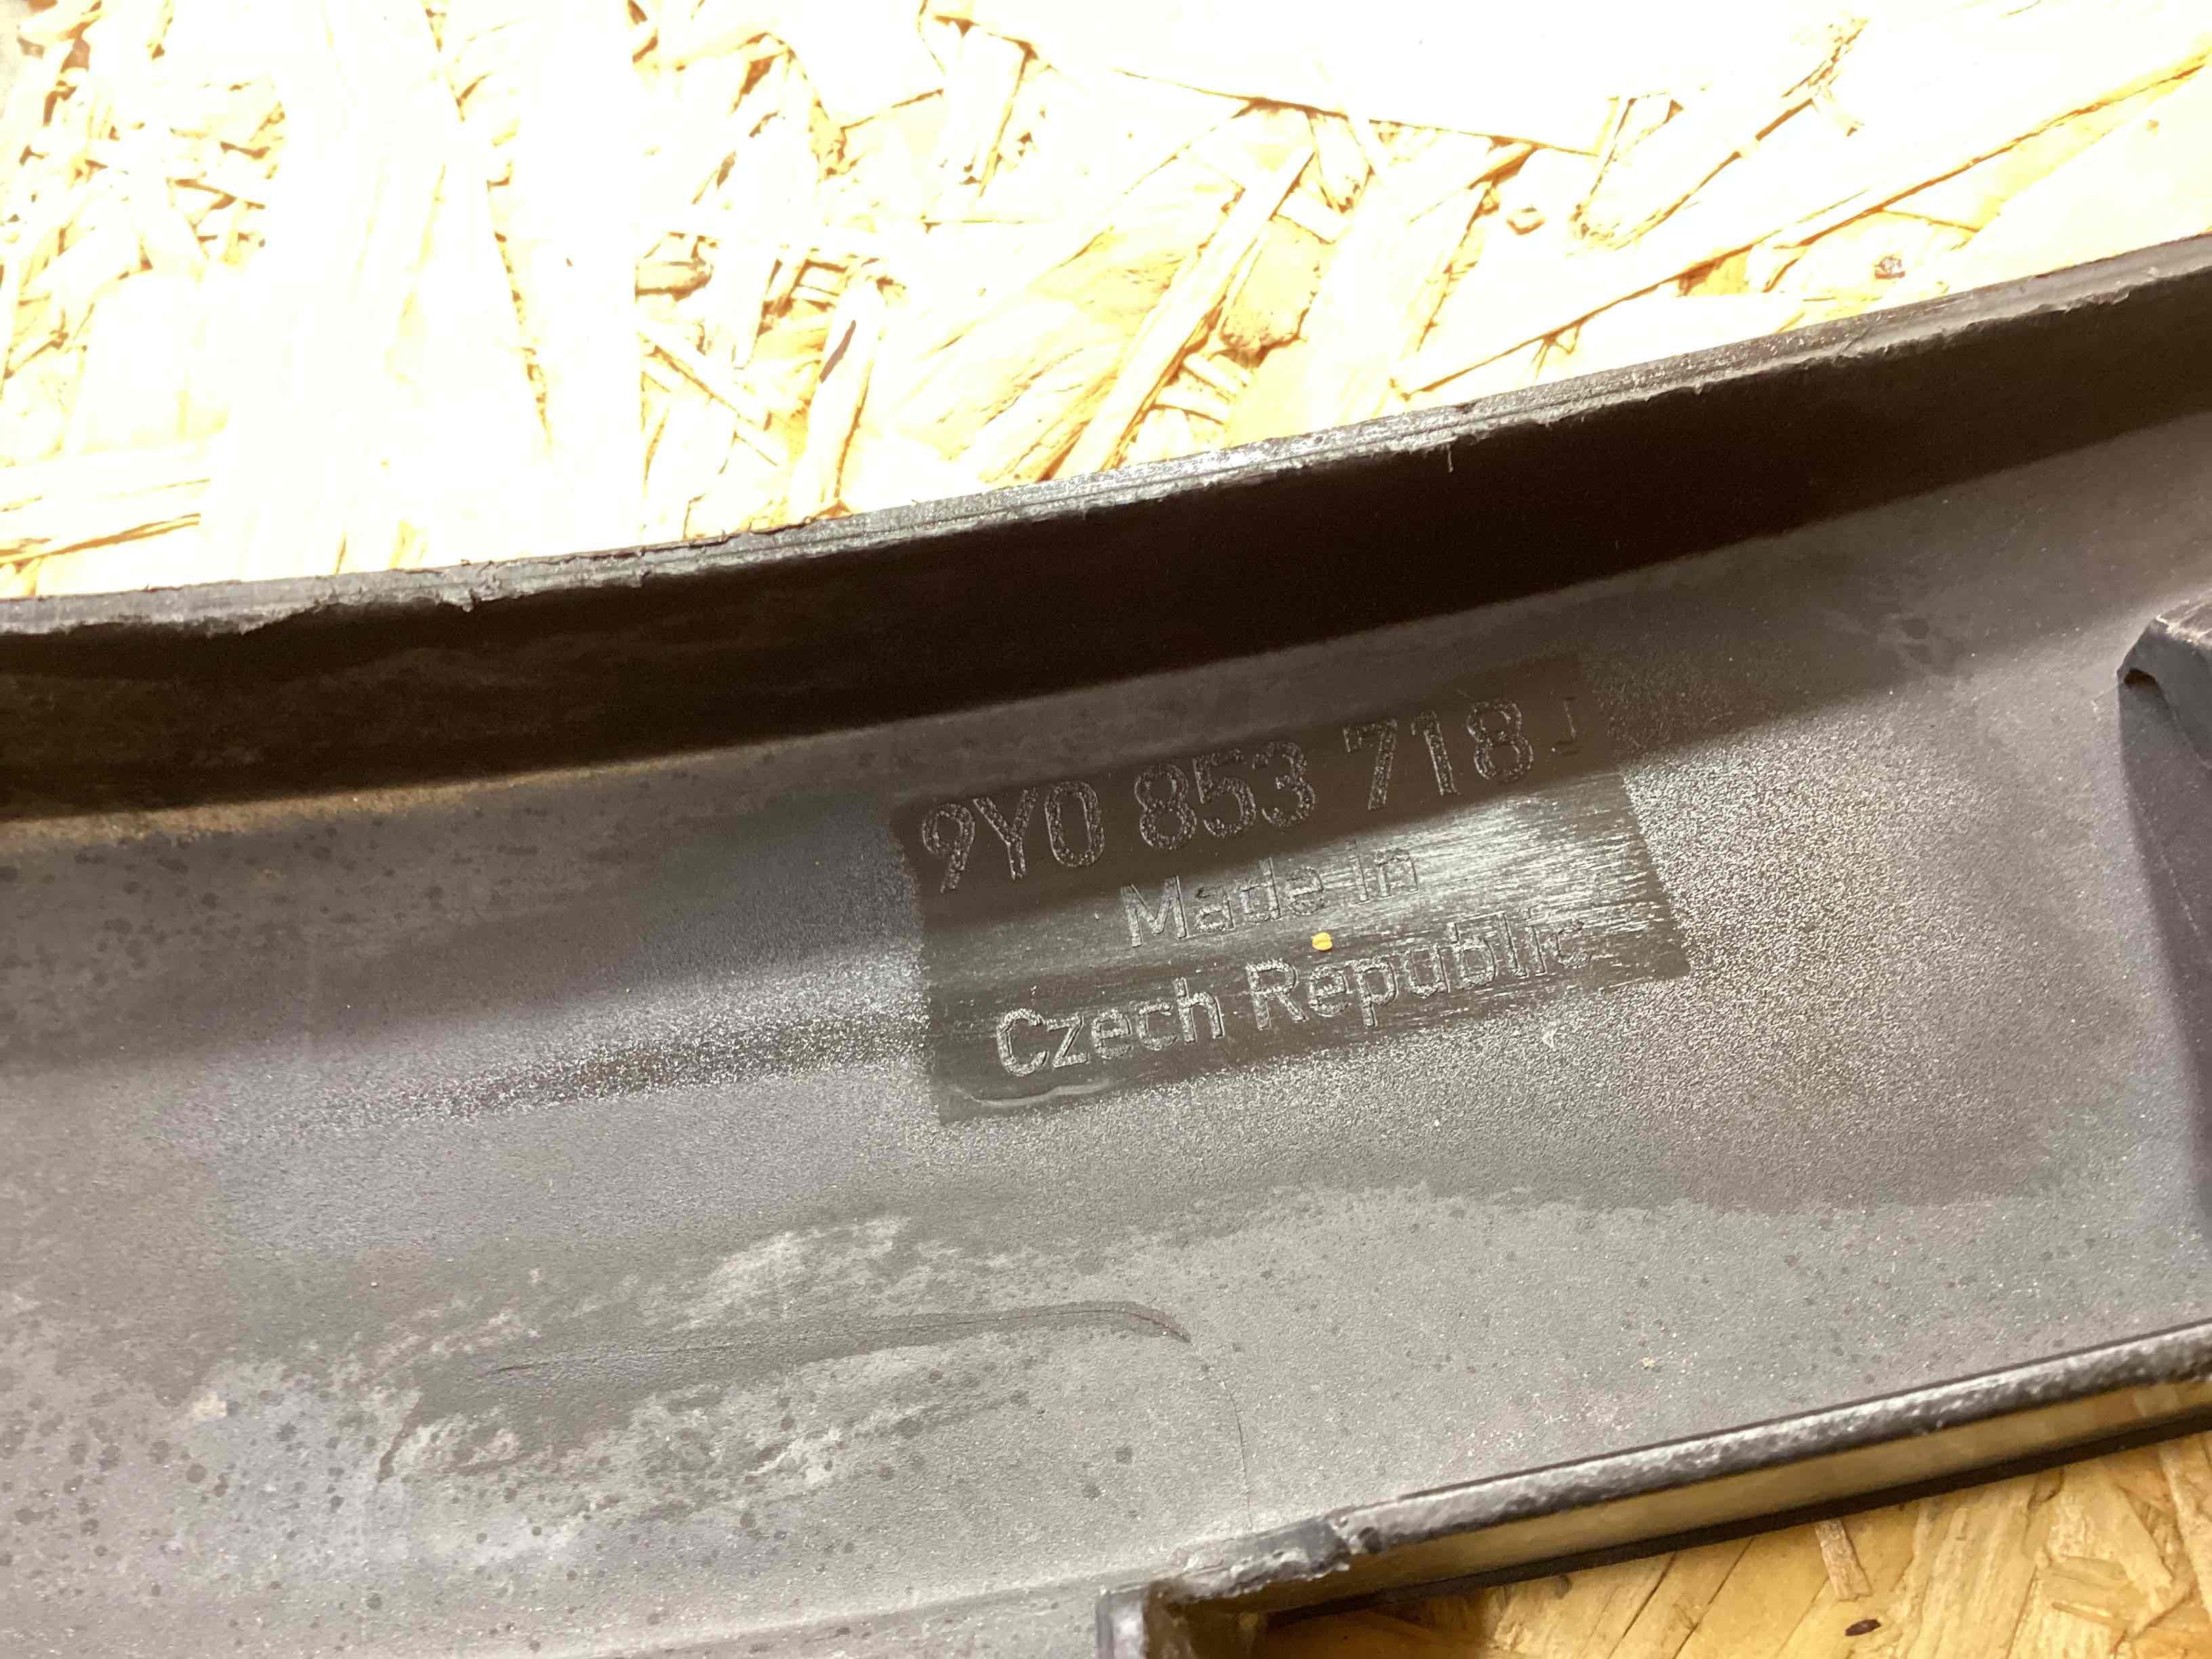 9Y0 853 718 J
Made in
Czech Republic